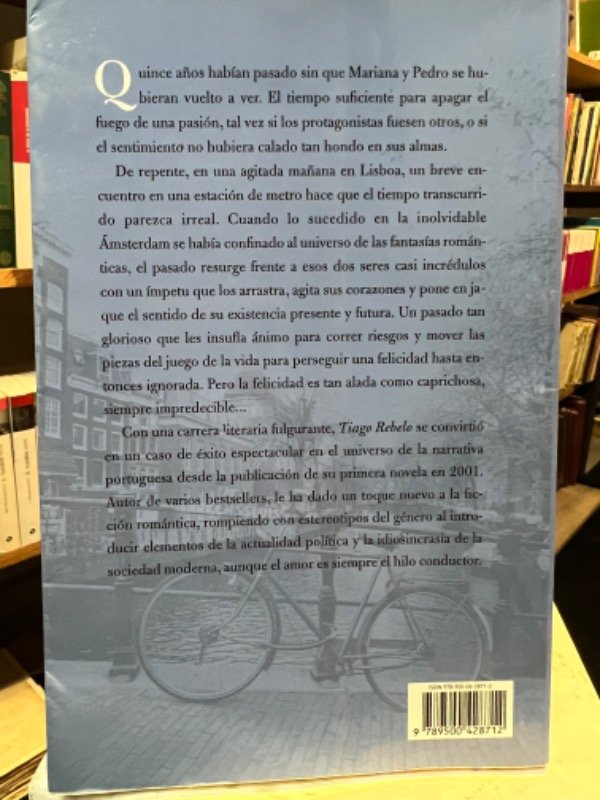 Quince años habían pasado sin que Mariana y Pedro se hu-
bieran vuelto a ver. El tiempo suficiente para apagar el
fuego de una pasión, tal vez si los protagonistas fuesen otros, o si
el sentimiento no hubiera calado tan hondo en sus almas.
De repente, en una agitada mañana en Lisboa, un breve en-
cuentro en una estación de metro hace que el tiempo transcurri-
do parezca irreal. Cuando lo sucedido en la inolvidable
Ámsterdam se había confinado al universo de las fantasías román-
ticas, el pasado resurge frente a esos dos seres casi incrédulos
con un ímpetu que los arrastra, agita sus corazones y pone en ja-
que el sentido de su existencia presente y futura. Un pasado tan
glorioso que les insufla ánimo para correr riesgos y mover las
piezas del juego de la vida para perseguir una felicidad hasta en-
tonces ignorada. Pero la felicidad es tan alada como caprichosa,
siempre impredecible...
Con una carrera literaria fulgurante, Tiago Rebelo se convirtió
en un caso de éxito espectacular en el universo de la narrativa
portuguesa desde la publicación de su primera novela en 2001.
Autor de varios bestsellers, le ha dado un toque nuevo a la fic-
ción romántica, rompiendo con estereotipos del género al intro-
ducir elementos de la actualidad política y la idiosincrasia de la
sociedad moderna, aunque el amor es siempre el hilo conductor.
9 789500 428712